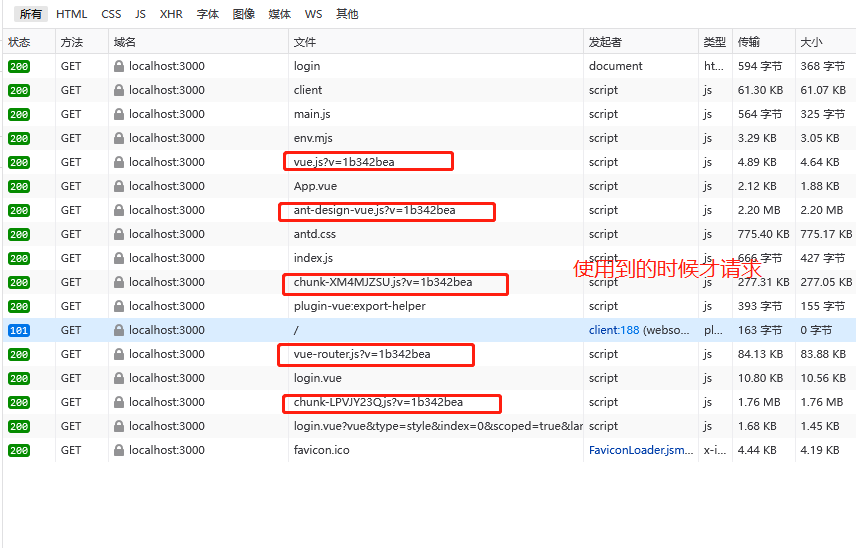 所有 HTML CSS JS XHR 字体 图像 媒体 WS 其他
状态 方法 域名 文件 发起者 类型 传输 大小
200 GET localhost:3000 login document ht... 594 字节 368 字节
200 GET localhost:3000 client script js 61.30 KB 61.07 KB
200 GET localhost:3000 main.js script js 564 字节 325 字节
200 GET localhost:3000 env.mjs script js 3.29 KB 3.05 KB
200 GET localhost:3000 vue.js?v=1b342bea script js 4.89 KB 4.64 KB
200 GET localhost:3000 App.vue script js 2.12 KB 1.88 KB
200 GET localhost:3000 ant-design-vue.js?v=1b342bea script js 2.20 MB 2.20 MB
200 GET localhost:3000 antd.css script js 775.40 KB 775.17 KB
200 GET localhost:3000 index.js script js 666 字节 427 字节
使用到的时候才请求
200 GET localhost:3000 chunk-XM4MJZSU.js?v=1b342bea script js 277.31 KB 277.05 KB
200 GET localhost:3000 plugin-vue:export-helper script js 393 字节 155 字节
101 GET localhost:3000 / client:188 (webso... pl... 163 字节 0 字节
200 GET localhost:3000 vue-router.js?v=1b342bea script js 84.13 KB 83.88 KB
200 GET localhost:3000 login.vue script js 10.80 KB 10.56 KB
200 GET localhost:3000 chunk-LPVJY23Q.js?v=1b342bea script js 1.76 MB 1.76 MB
200 GET localhost:3000 login.vue?vue&type=style&index=0&scoped=true&lar script js 1.68 KB 1.45 KB
200 GET localhost:3000 favicon.ico FaviconLoader.jsm... x-i... 4.44 KB 4.19 KB